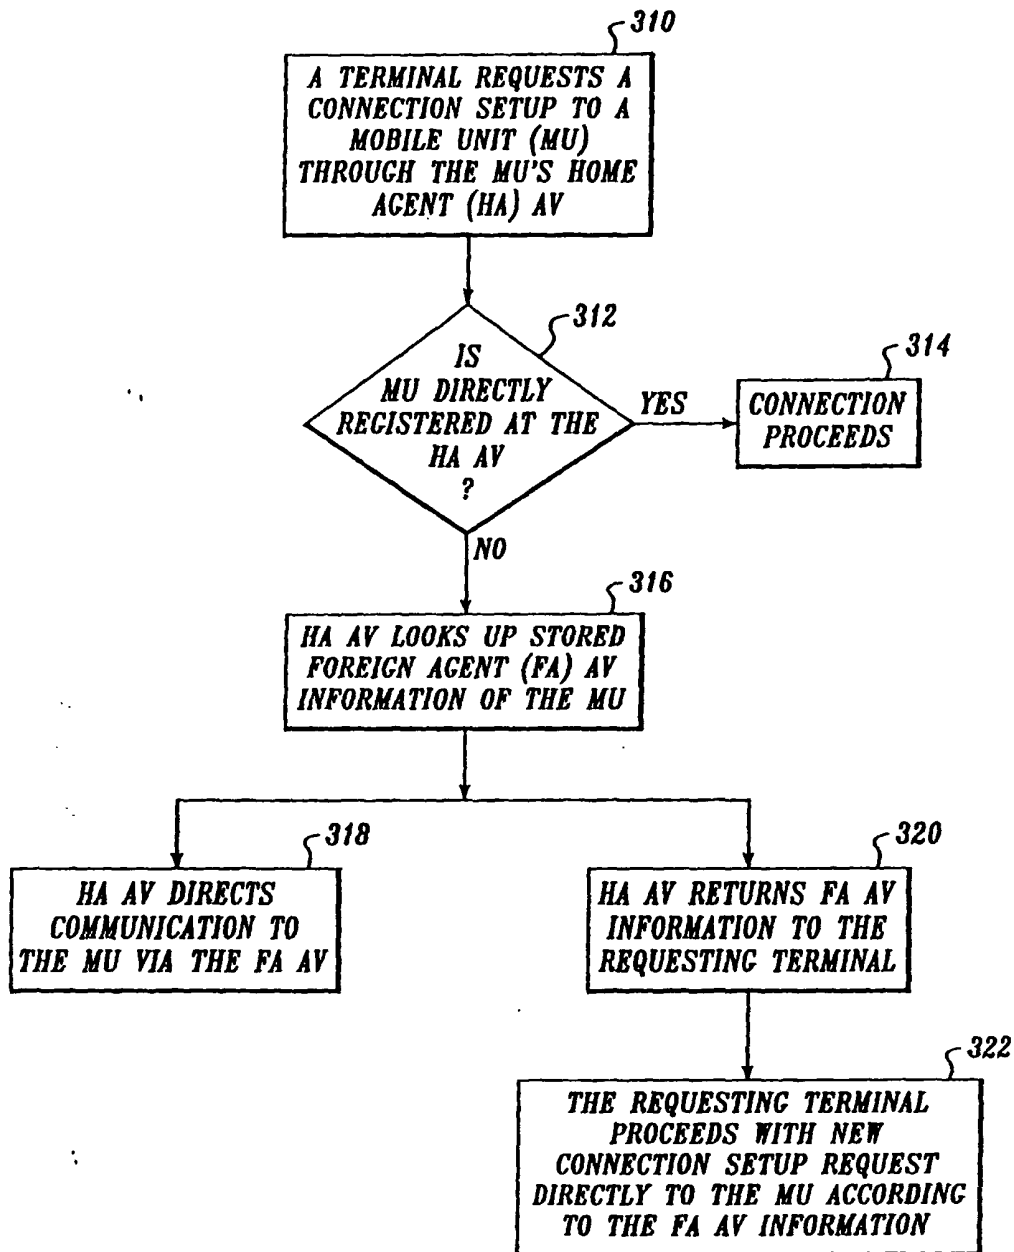 310
A TERMINAL REQUESTS A
CONNECTION SETUP TO A
MOBILE UNIT (MU)
THROUGH THE MU'S HOME
AGENT (HA) AV
312
IS
MU DIRECTLY
REGISTERED AT THE
HA AV
?
YES
314
CONNECTION
PROCEEDS
NO
316
HA AV LOOKS UP STORED
FOREIGN AGENT (FA) AV
INFORMATION OF THE MU
318
HA AV DIRECTS
COMMUNICATION TO
THE MU VIA THE FA AV
320
HA AV RETURNS FA AV
INFORMATION TO THE
REQUESTING TERMINAL
322
THE REQUESTING TERMINAL
PROCEEDS WITH NEW
CONNECTION SETUP REQUEST
DIRECTLY TO THE MU ACCORDING
TO THE FA AV INFORMATION